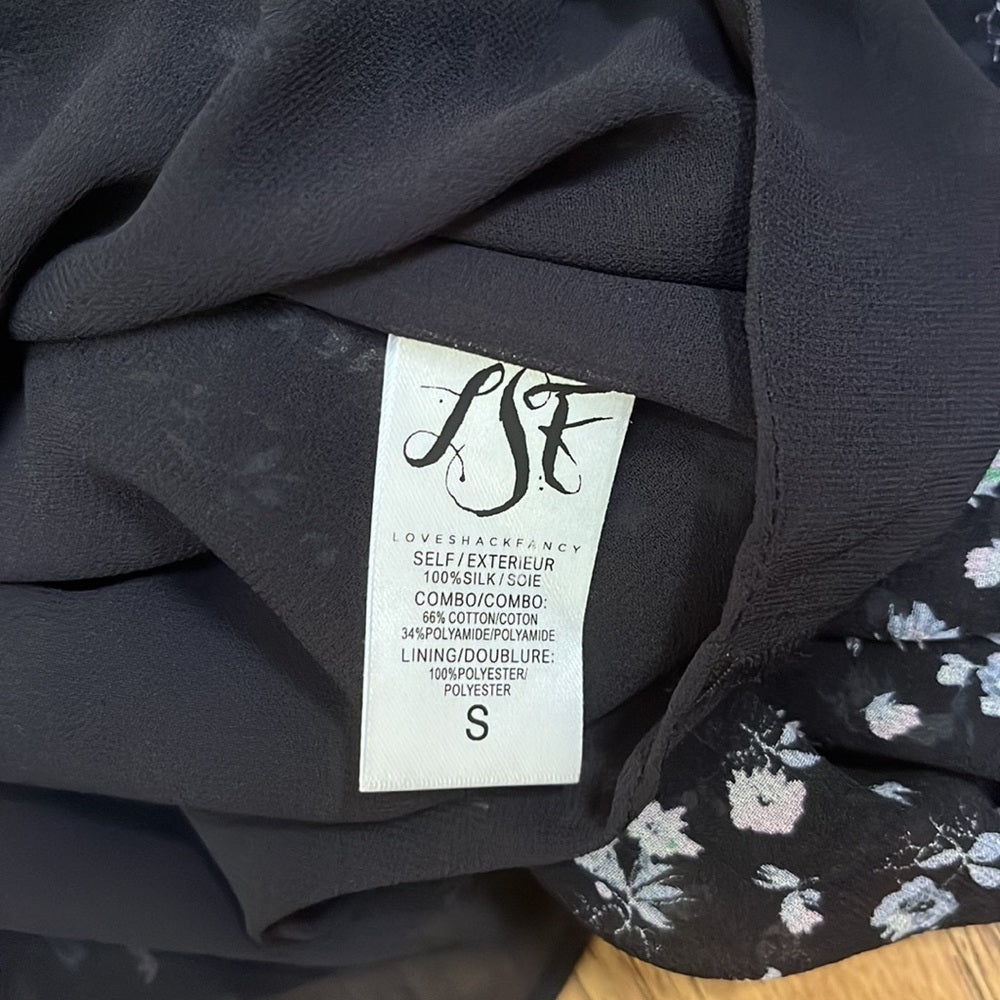 LSF
LOVESHACKFANCY
SELF/EXTERIEUR
100%SILK/SOIE
COMBO/COMBO:
66% COTTON/COTON
34%POLYAMIDE/POLYAMIDE
LINING/DOUBLURE:
100%POLYESTER/
POLYESTER
S